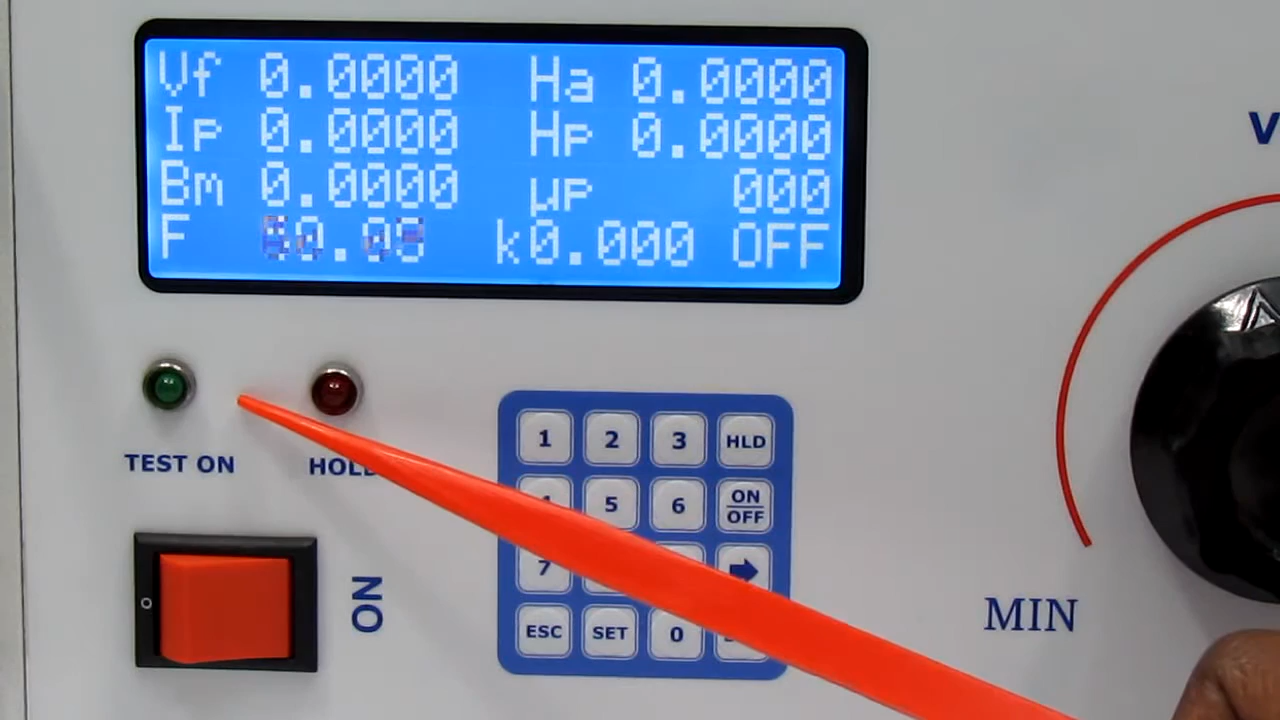 Vf 0.0000 Ha 0.0000
Ip 0.0000 Hp 0.0000
Bm 0.0000 µp 000
F k0.000 OFF
V
TEST ON
HOLD
1 2 3 HLD
5 6 ON
OFF
7
ESC SET 0
O
ON
MIN